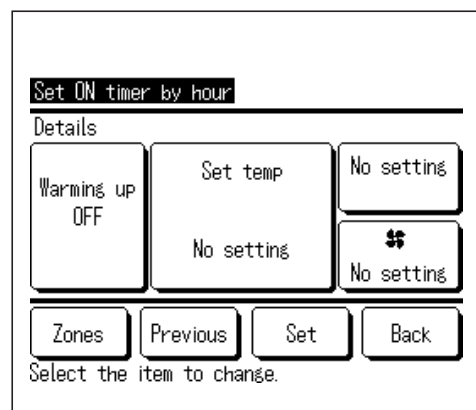 Set ON timer by hour
Details
Warming up
OFF
Set temp
No setting
No setting
No setting
Zones
Previous
Set
Back
Select the item to change.